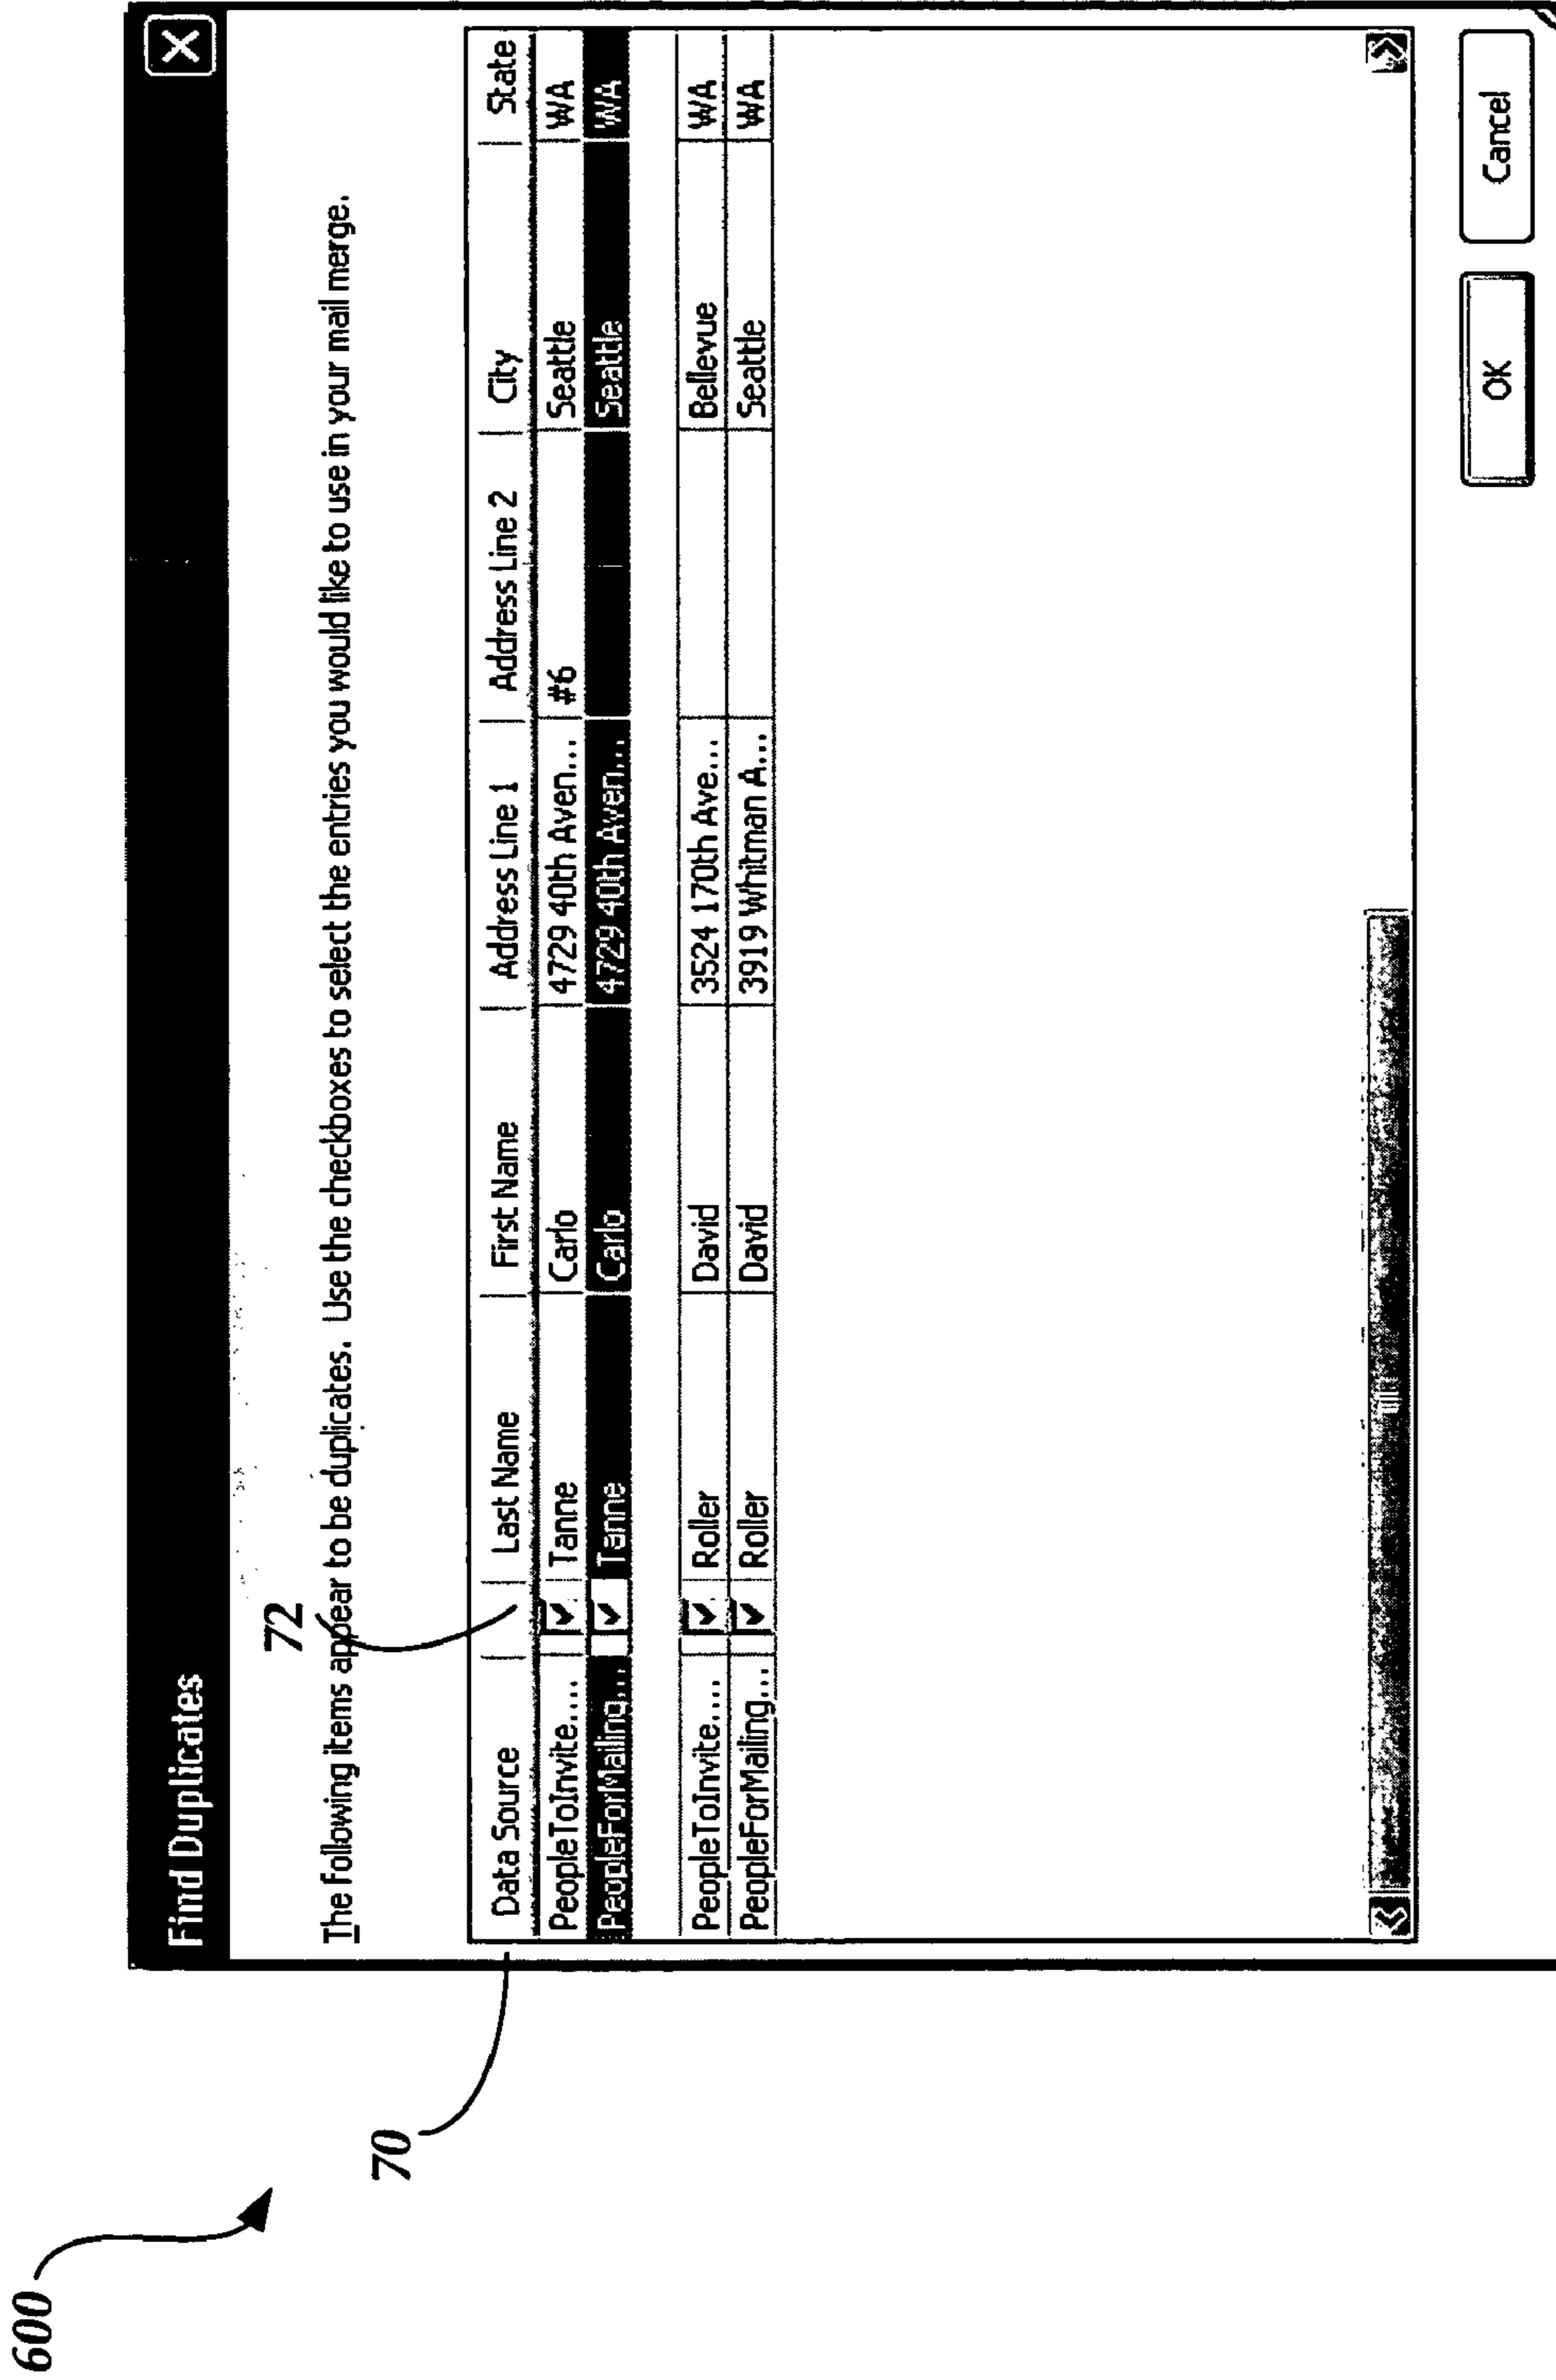 600
Find Duplicates
72
The following items appear to be duplicates. Use the checkboxes to select the entries you would like to use in your mail merge.
70
Data Source Last Name First Name Address Line 1 Address Line 2 City State
PeopleToInvite.... Tanne Carlo 4729 40th Aven... #6 Seattle WA
PeopleForMailing... Tanne Carlo 4729 40th Aven... Seattle WA
PeopleToInvite.... Roller David 3524 170th Ave... Bellevue WA
PeopleForMailing... Roller David 3919 Whitman A... Seattle WA
OK Cancel